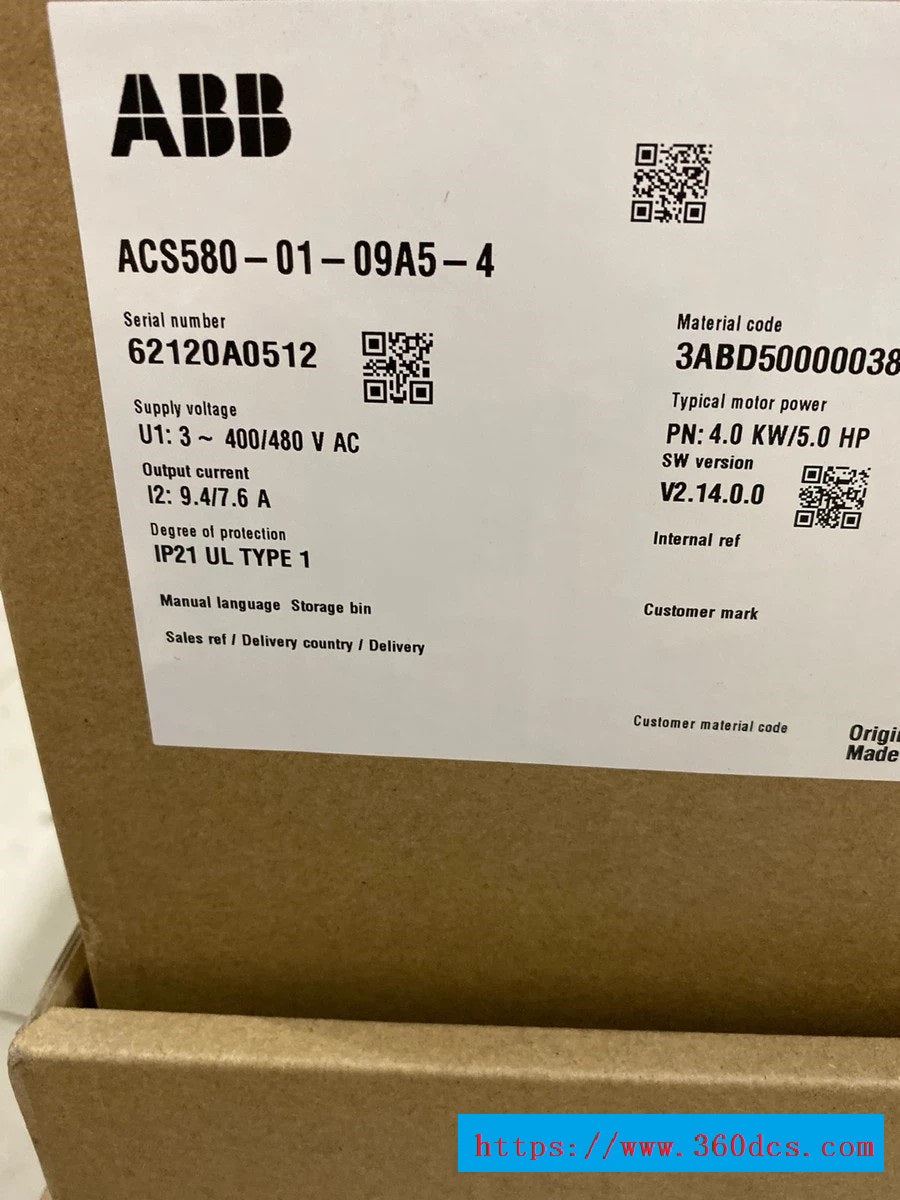 ABB
ACS580-01-09A5-4
Serial number
62120A0512
Supply voltage
U1: 3 ~ 400/480 V AC
Output current
I2: 9.4/7.6 A
Degree of protection
IP21 UL TYPE 1
Manual language Storage bin
Sales ref / Delivery country / Delivery
Material code
3ABD50000038
Typical motor power
PN: 4.0 KW/5.0 HP
SW version
V2.14.0.0
Internal ref
Customer mark
Customer material code
Origi
Made
https://www.360dcs.com